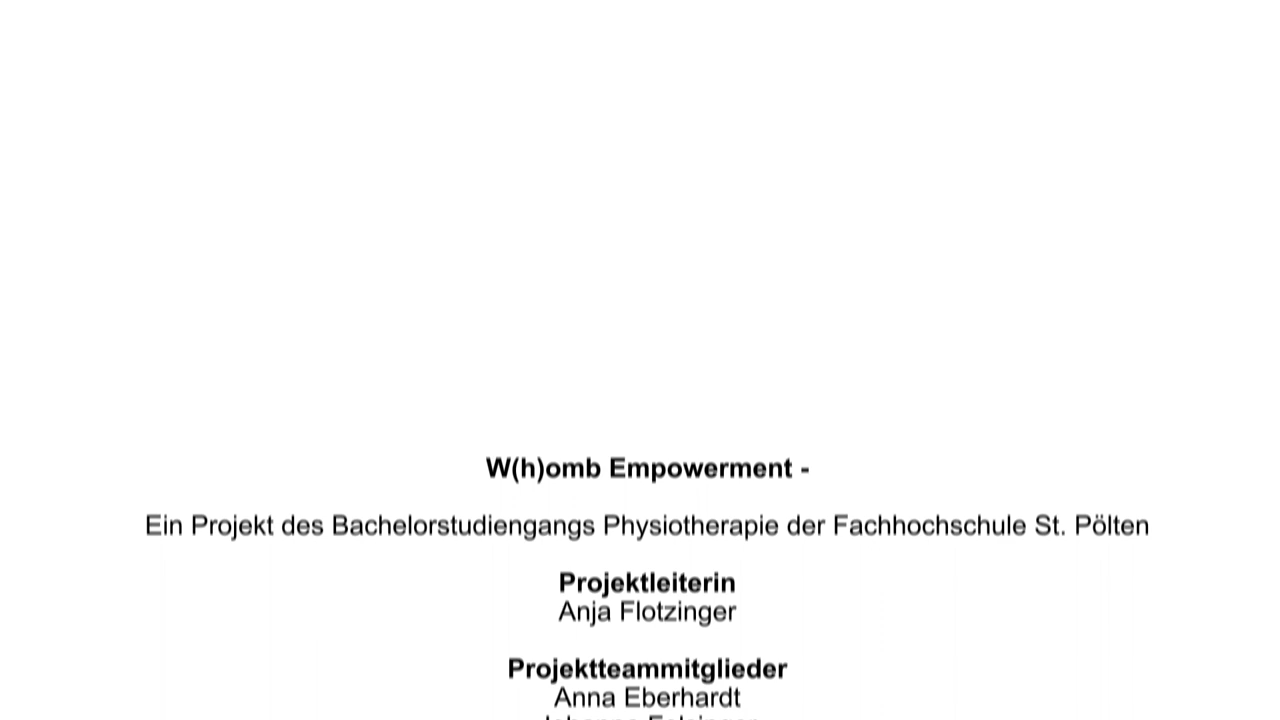 W(h)omb Empowerment -
Ein Projekt des Bachelorstudiengangs Physiotherapie der Fachhochschule St. Pölten
Projektleiterin
Anja Flotzinger
Projektteammitglieder
Anna Eberhardt